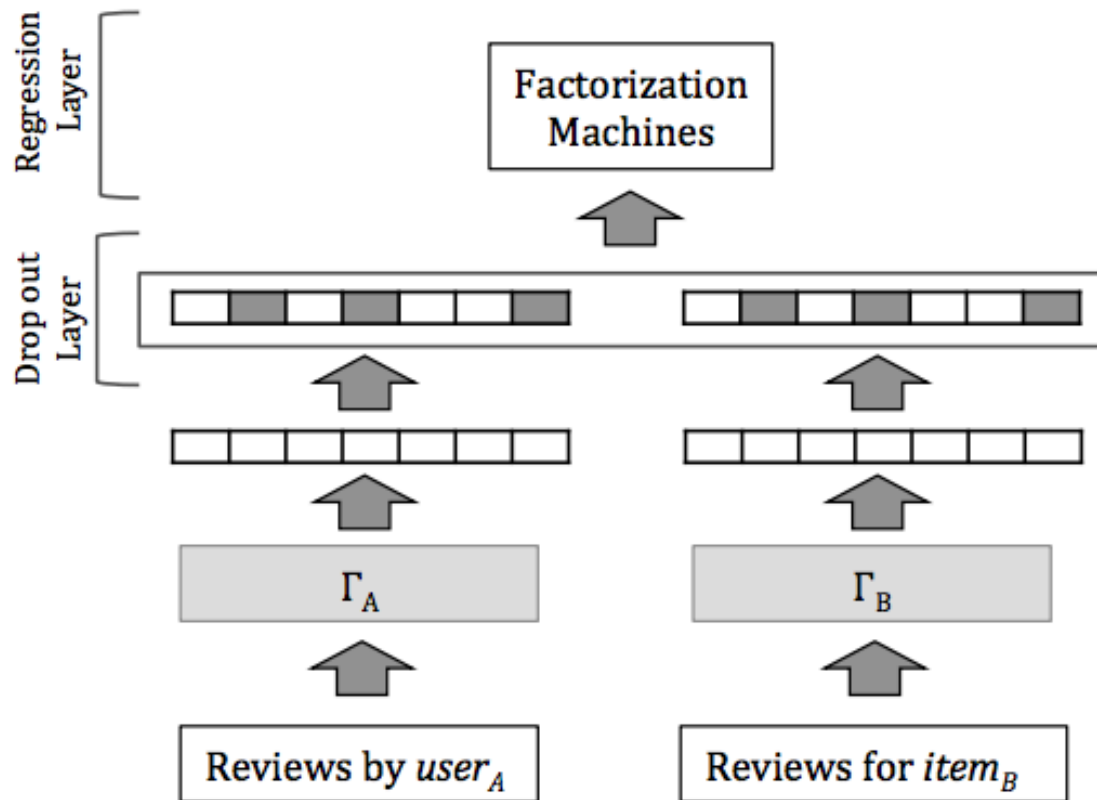 Regression
Layer
Factorization
Machines
Drop out
Layer
Γ_A
Γ_B
Reviews by user_A
Reviews for item_B